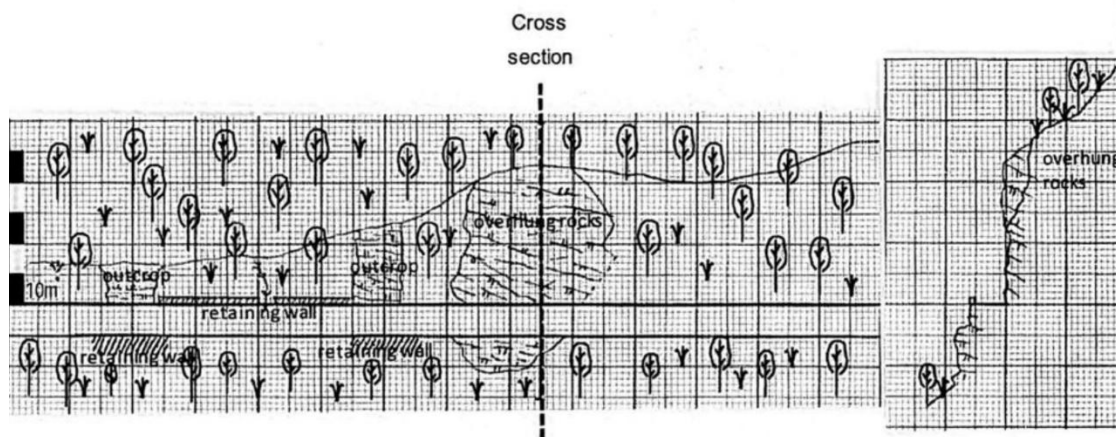 Cross
section
overhung rocks
outcrop
outcrop
10m
retaining wall
retaining wall
retaining wall
overhung
rocks